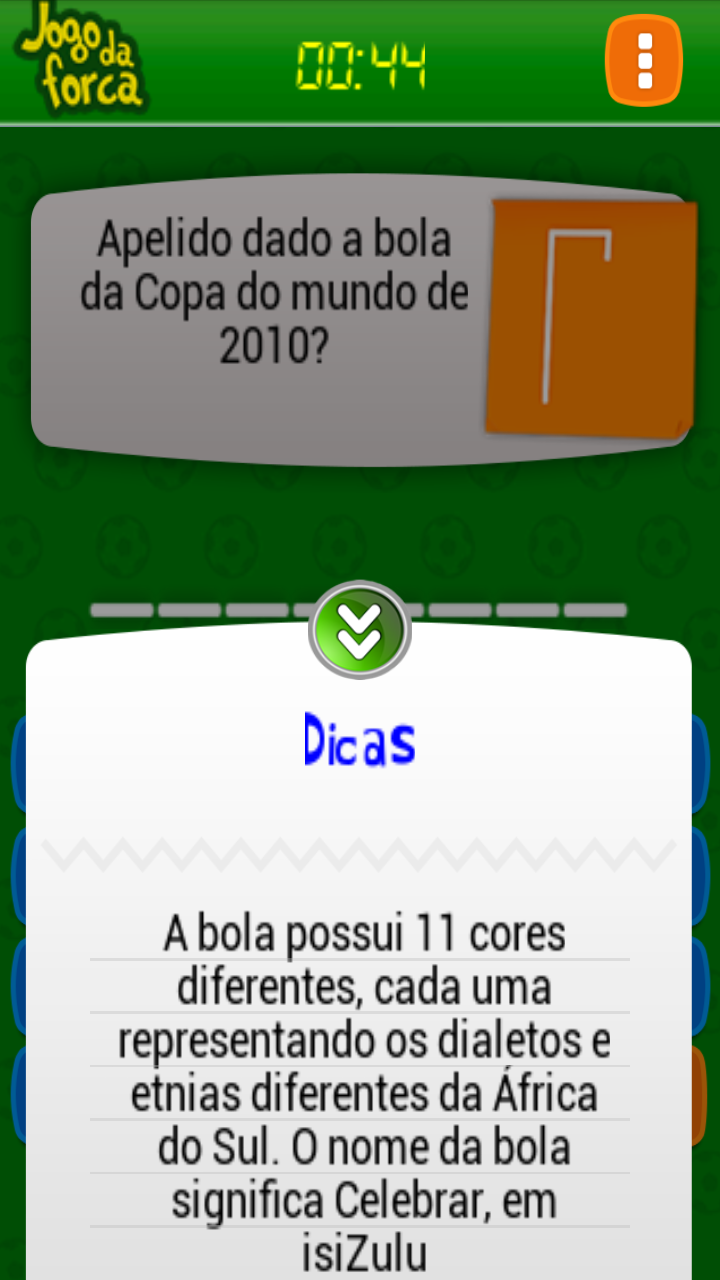 Jogo da
forca
00:44
Apelido dado a bola
da Copa do mundo de
2010?
Dicas
A bola possui 11 cores
diferentes, cada uma
representando os dialetos e
etnias diferentes da África
do Sul. O nome da bola
significa Celebrar, em
isiZulu